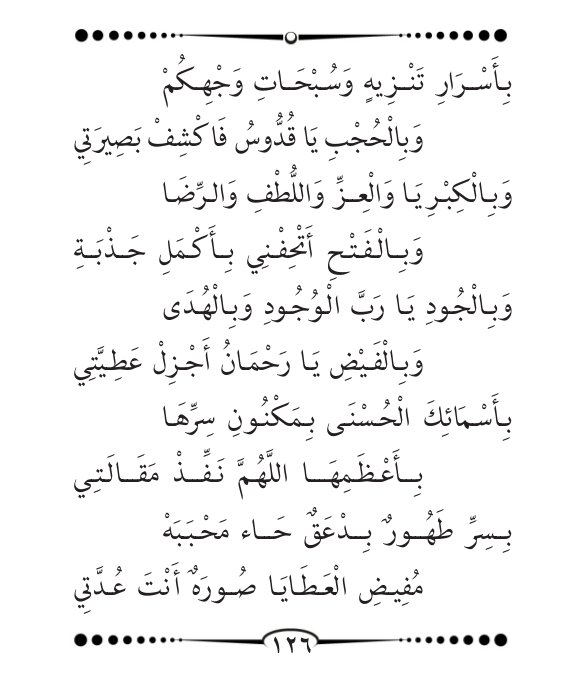 بِأَسْرَارِ تَنْزِيهٍ وَسُبْحَاتِ وَجْهِكُمْ
وَبِالْحُجْبِ يَا قُدُّوسُ فَاكْشِفْ بَصِيرَتِي
وَبِالْكِبْرِيَا وَالْعِزِّ وَاللُّطْفِ وَالرِّضَا
وَبِالْفَتْحِ أَتْحِفْنِي بِأَكْمَلِ جَذْبَةِ
وَبِالْجُودِ يَا رَبَّ الْوُجُودِ وَبِالْهُدَى
وَبِالْفَيْضِ يَا رَحْمَانُ أَجْزِلْ عَطِيَّتِي
بِأَسْمَائِكَ الْحُسْنَى بِمَكْنُونِ سِرِّهَا
بِأَعْظَمِهَا اللَّهُمَّ نَفِّذْ مَقَالَتِي
بِسِرِّ طَهُورٌ بِدْعَقٌ حَاء مَحْبَبَهْ
مُفِيضِ الْعَطَايَا صُورَهٌ أَنْتَ عُدَّتِي
١٢٦